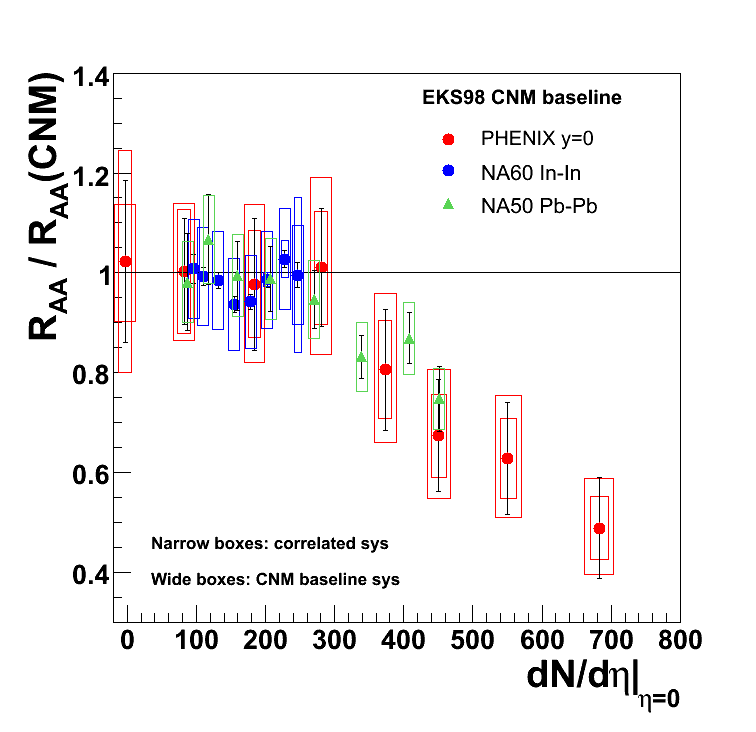 R_AA / R_AA(CNM)
1.4
1.2
1
0.8
0.6
0.4
EKS98 CNM baseline
PHENIX y=0
NA60 In-In
NA50 Pb-Pb
Narrow boxes: correlated sys
Wide boxes: CNM baseline sys
0 100 200 300 400 500 600 700 800
dN/dη|_η=0